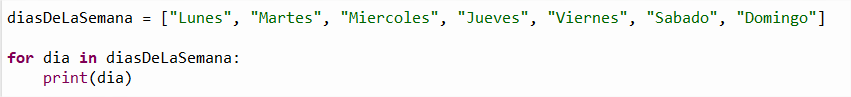 diasDeLaSemana = ["Lunes", "Martes", "Miercoles", "Jueves", "Viernes", "Sabado", "Domingo"]
for dia in diasDeLaSemana:
    print(dia)